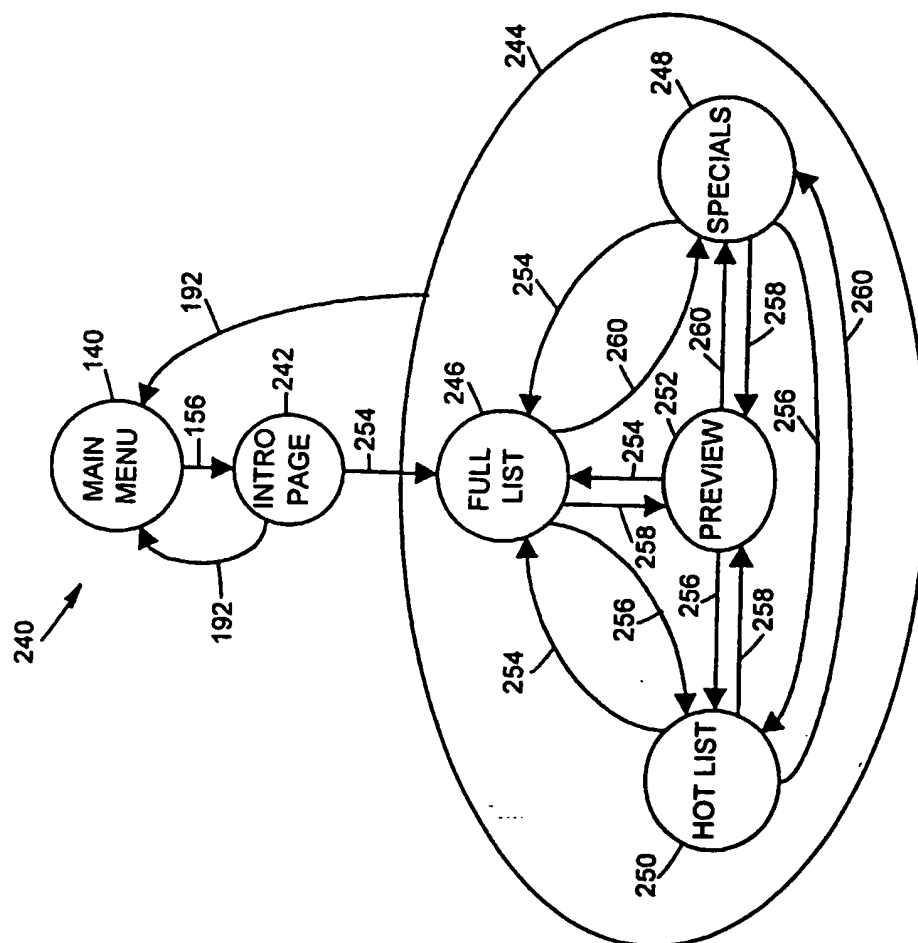 240
MAIN
MENU
140
192
192
156
INTRO
PAGE
242
254
244
FULL
LIST
246
254
254
260
256
258
254
252
PREVIEW
256
260
258
258
SPECIALS
248
HOT LIST
250
256
260